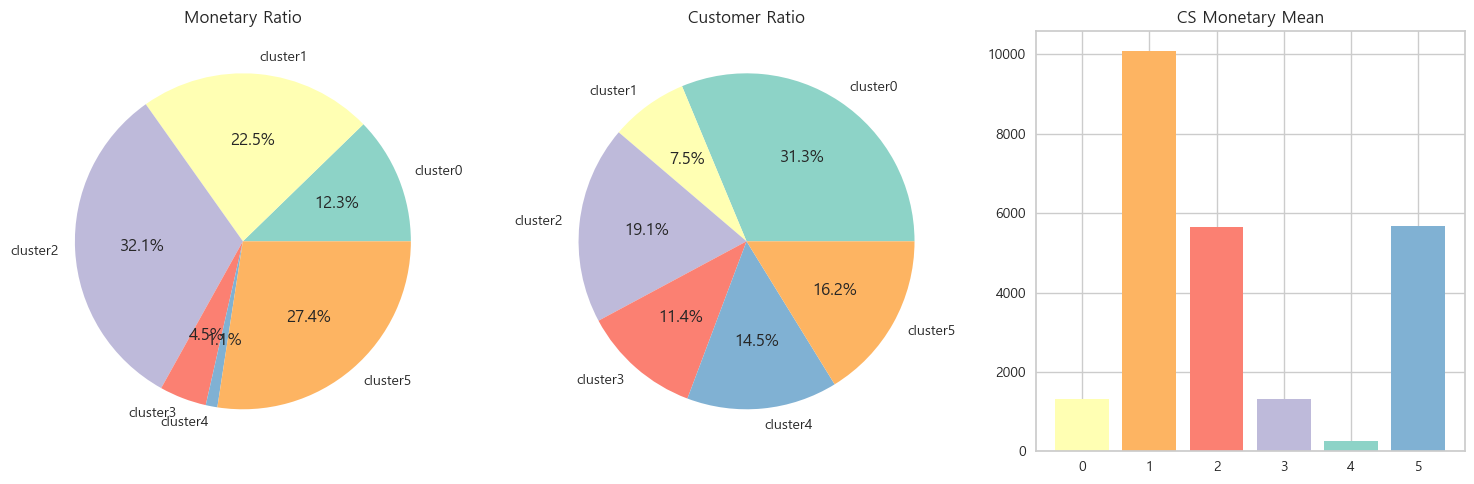 Monetary Ratio
cluster1
22.5%
cluster0
12.3%
cluster2
32.1%
4.5%
1.1%
27.4%
cluster3
cluster4
cluster5
Customer Ratio
cluster1
cluster0
7.5%
31.3%
cluster2
19.1%
11.4%
14.5%
16.2%
cluster3
cluster4
cluster5
CS Monetary Mean
10000
8000
6000
4000
2000
0
0 1 2 3 4 5